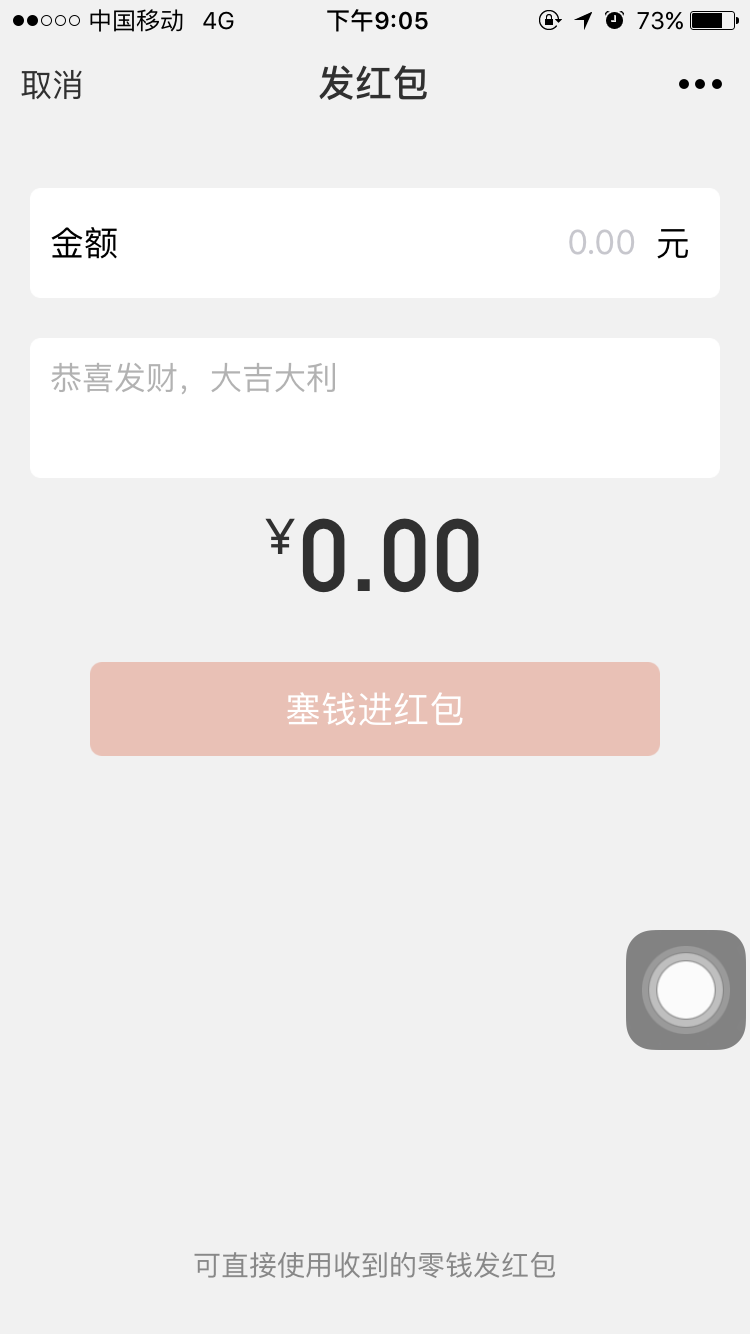 中国移动 4G 下午9:05 73%
取消 发红包
金额 0.00 元
恭喜发财，大吉大利
¥0.00
塞钱进红包
可直接使用收到的零钱发红包